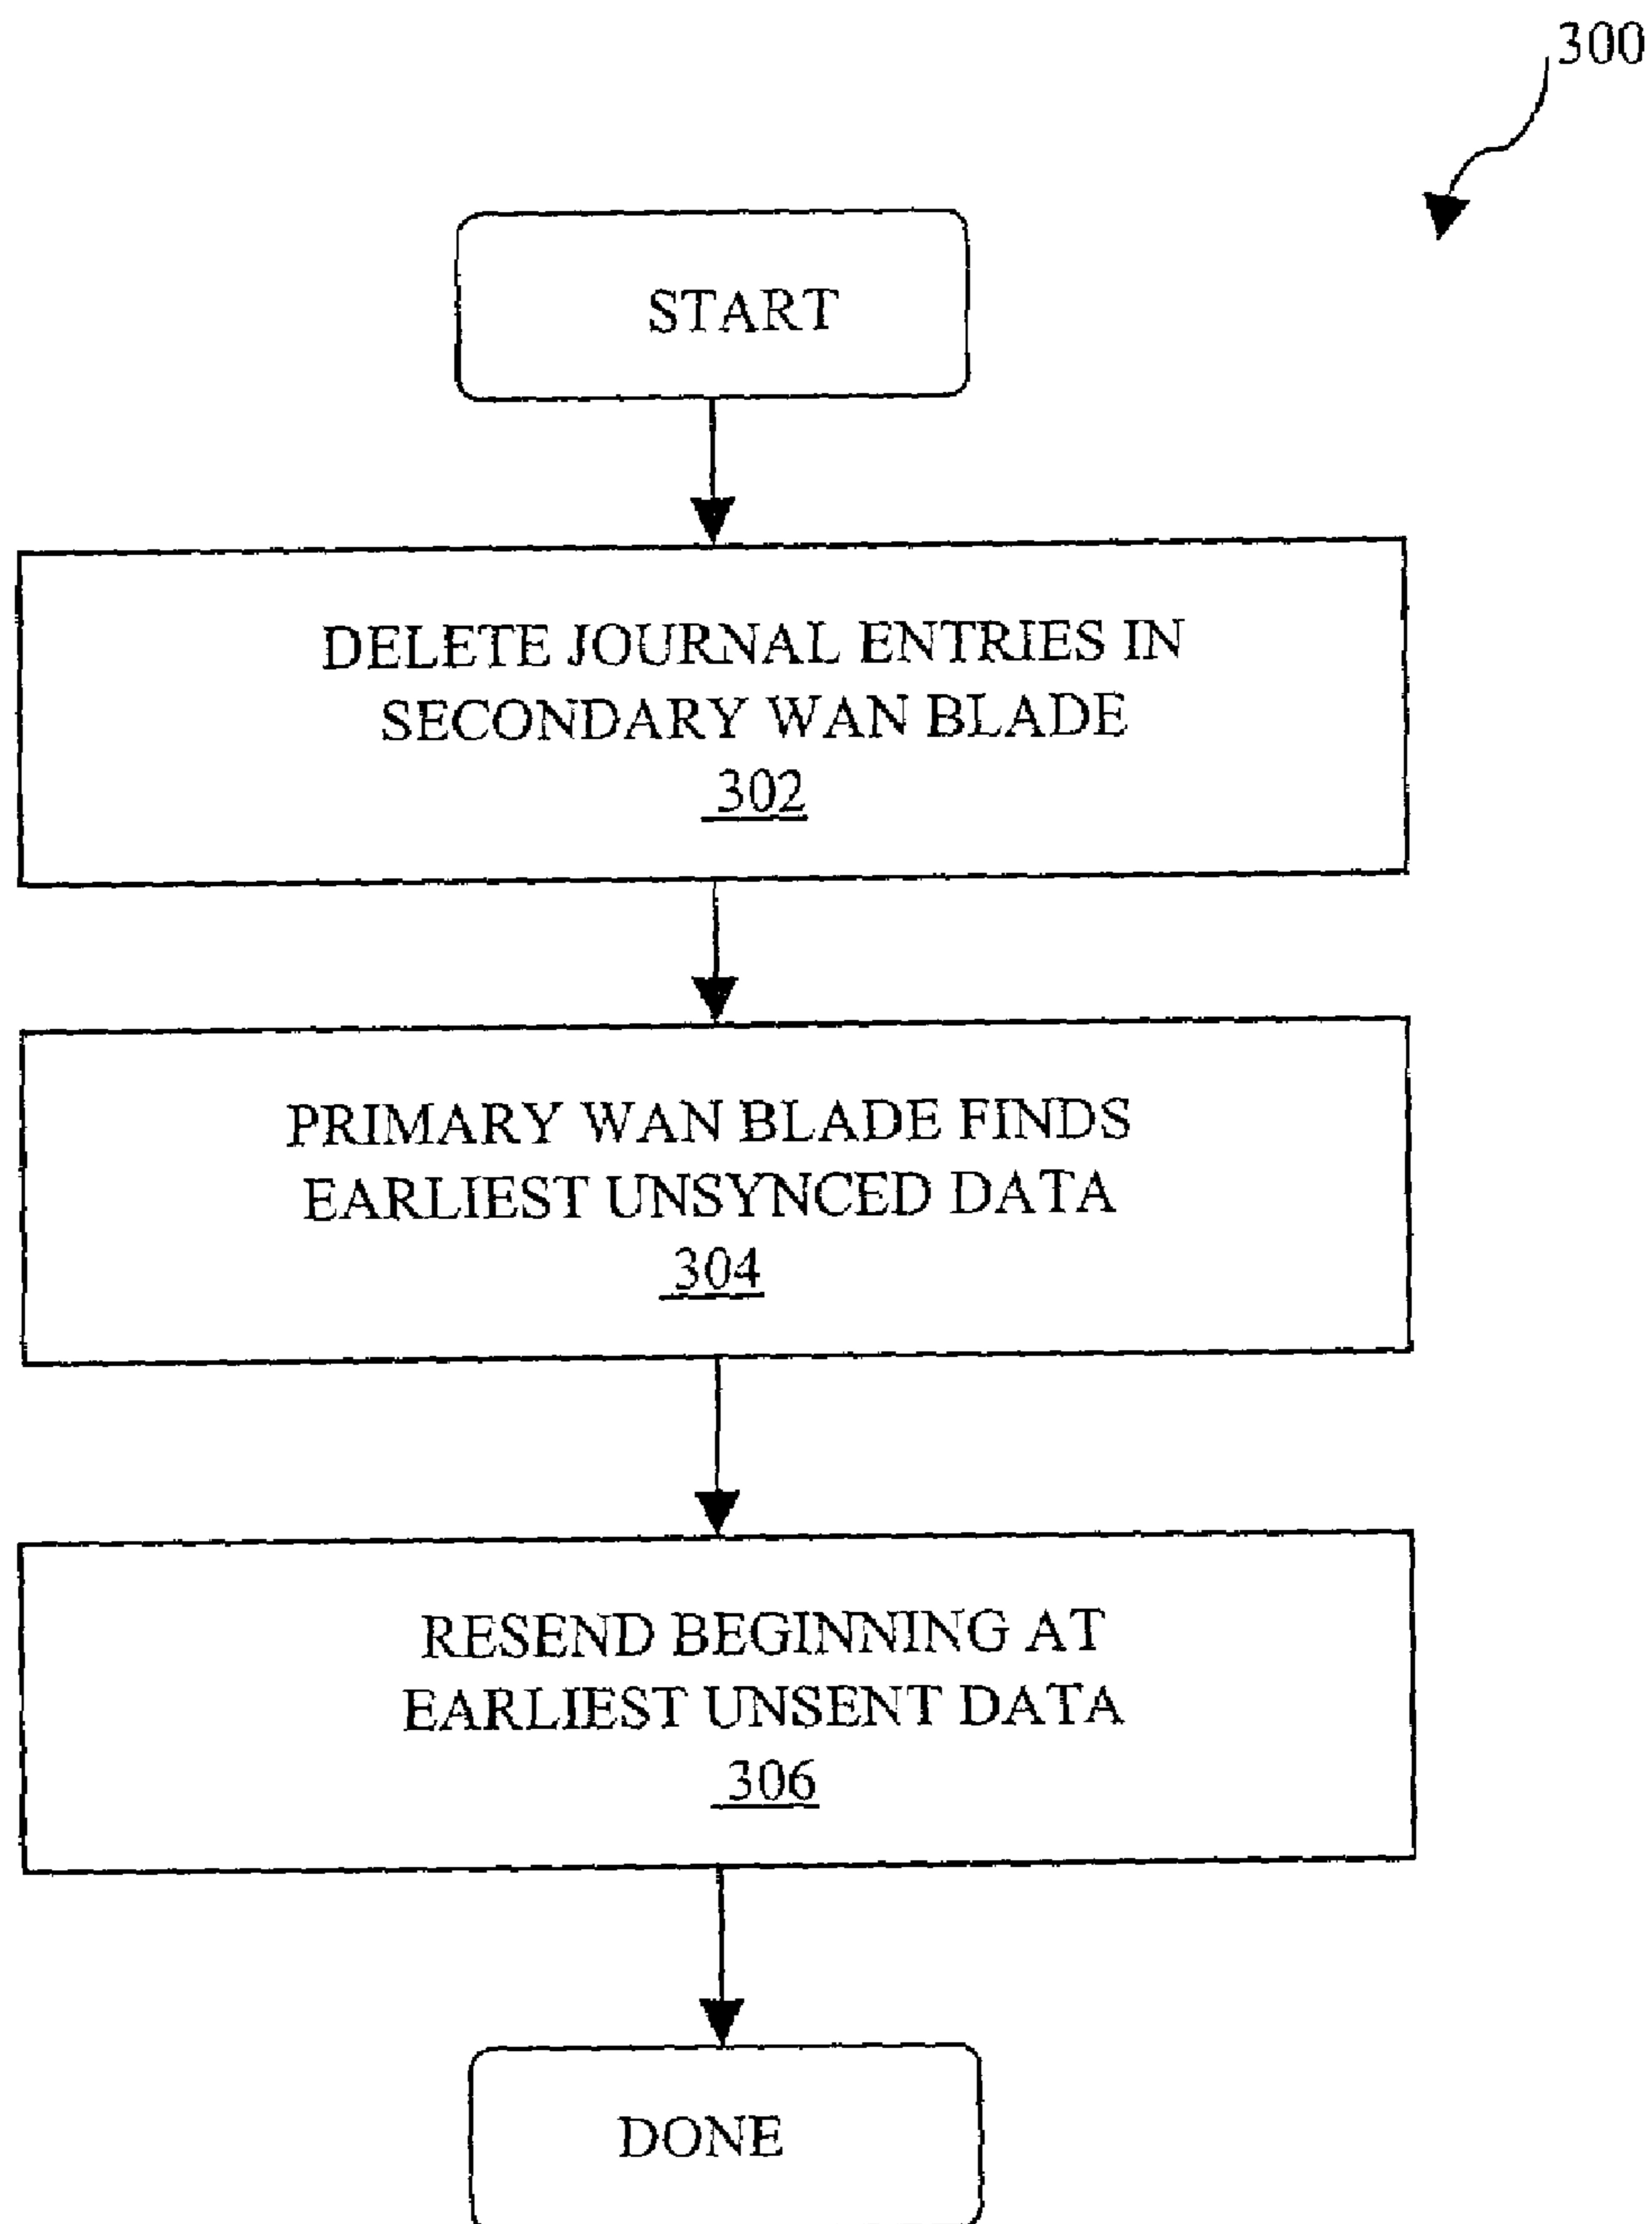 300
START
DELETE JOURNAL ENTRIES IN
SECONDARY WAN BLADE
302
PRIMARY WAN BLADE FINDS
EARLIEST UNSYNCED DATA
304
RESEND BEGINNING AT
EARLIEST UNSENT DATA
306
DONE